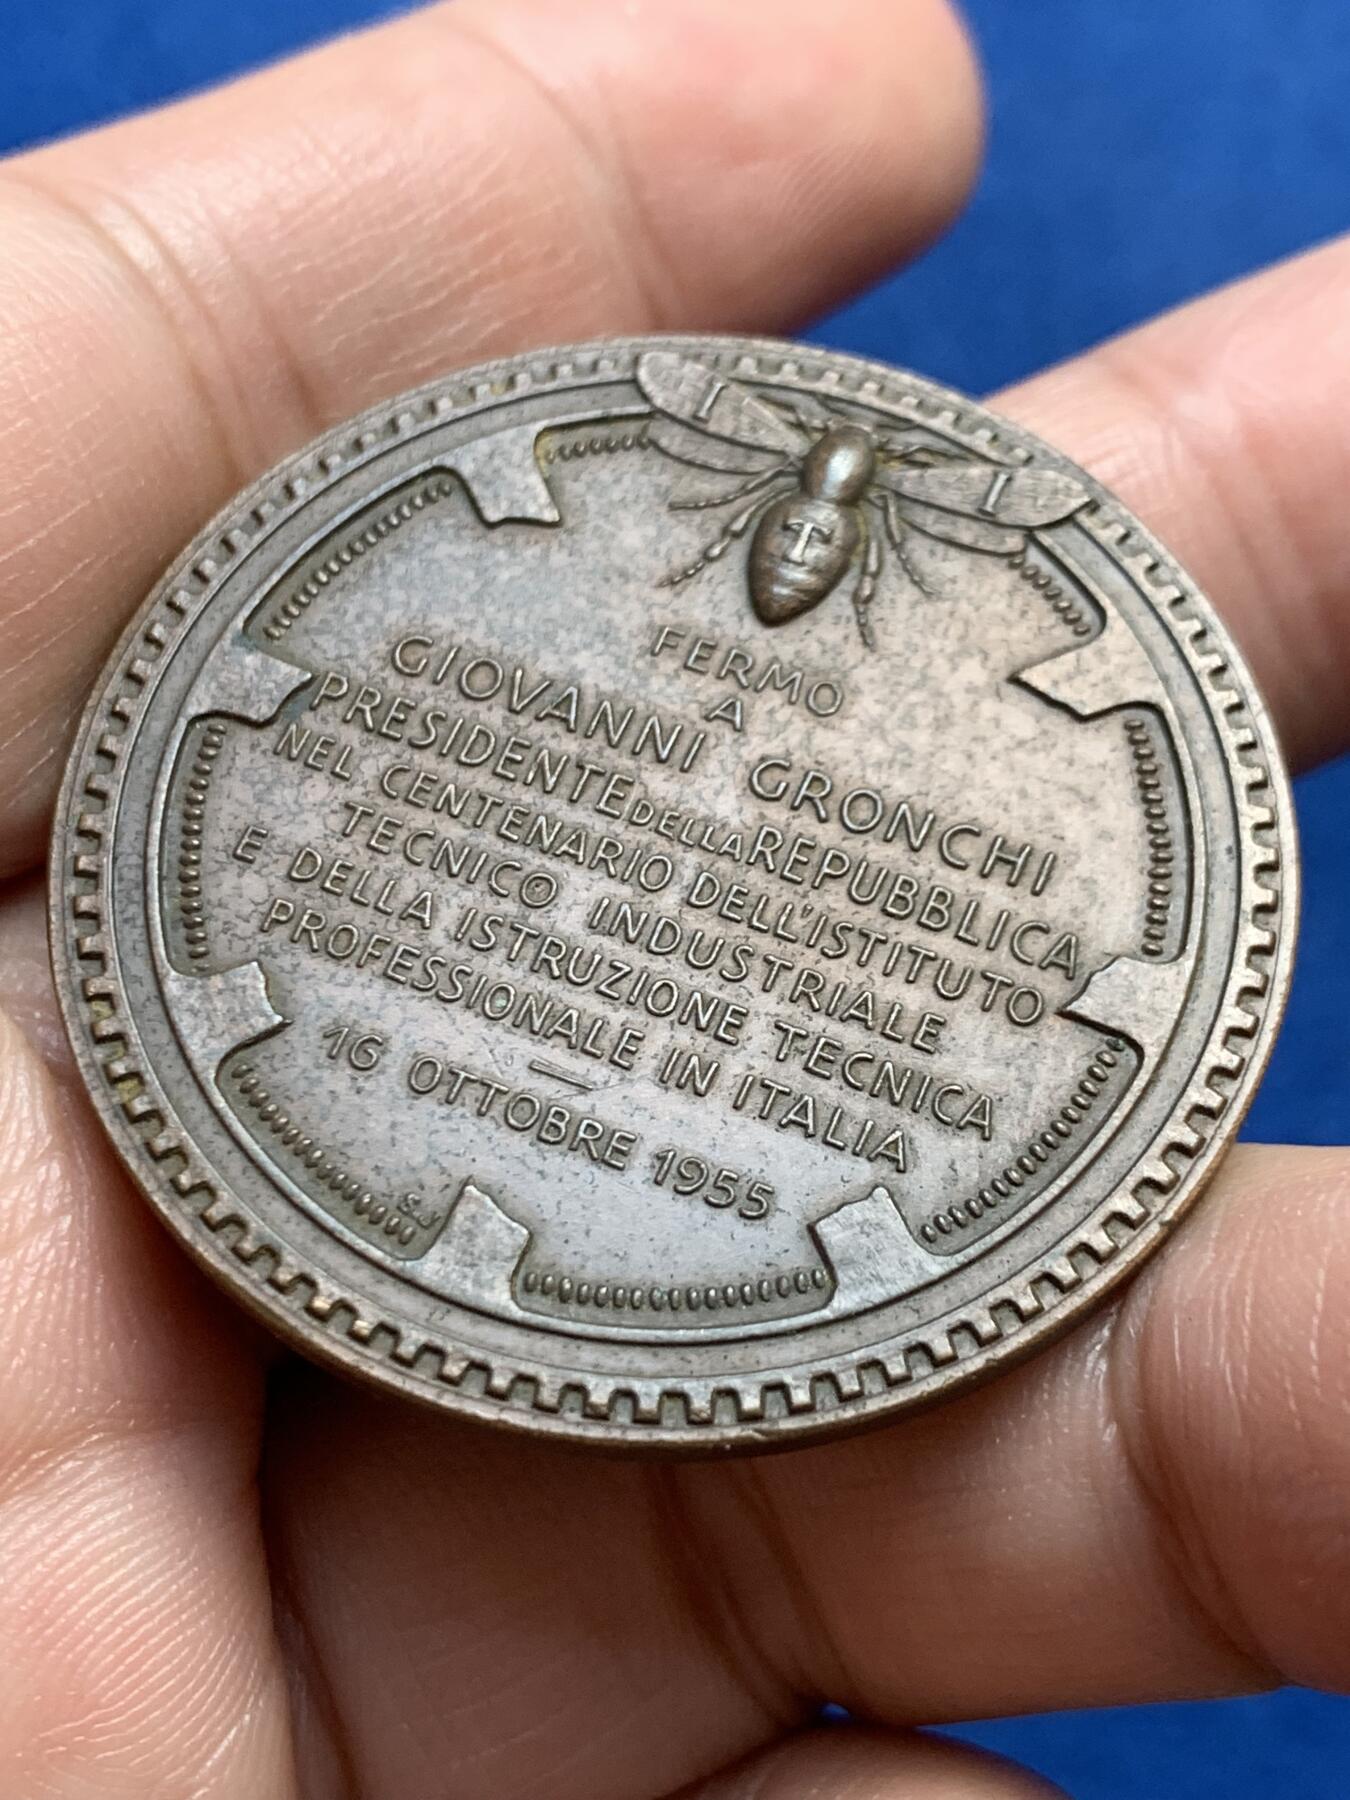 I T I
FERMO
A
GIOVANNI GRONCHI
PRESIDENTE DELLA REPUBBLICA
NEL CENTENARIO DELL'ISTITUTO
TECNICO INDUSTRIALE
E DELLA ISTRUZIONE TECNICA
PROFESSIONALE IN ITALIA
16 OTTOBRE 1955